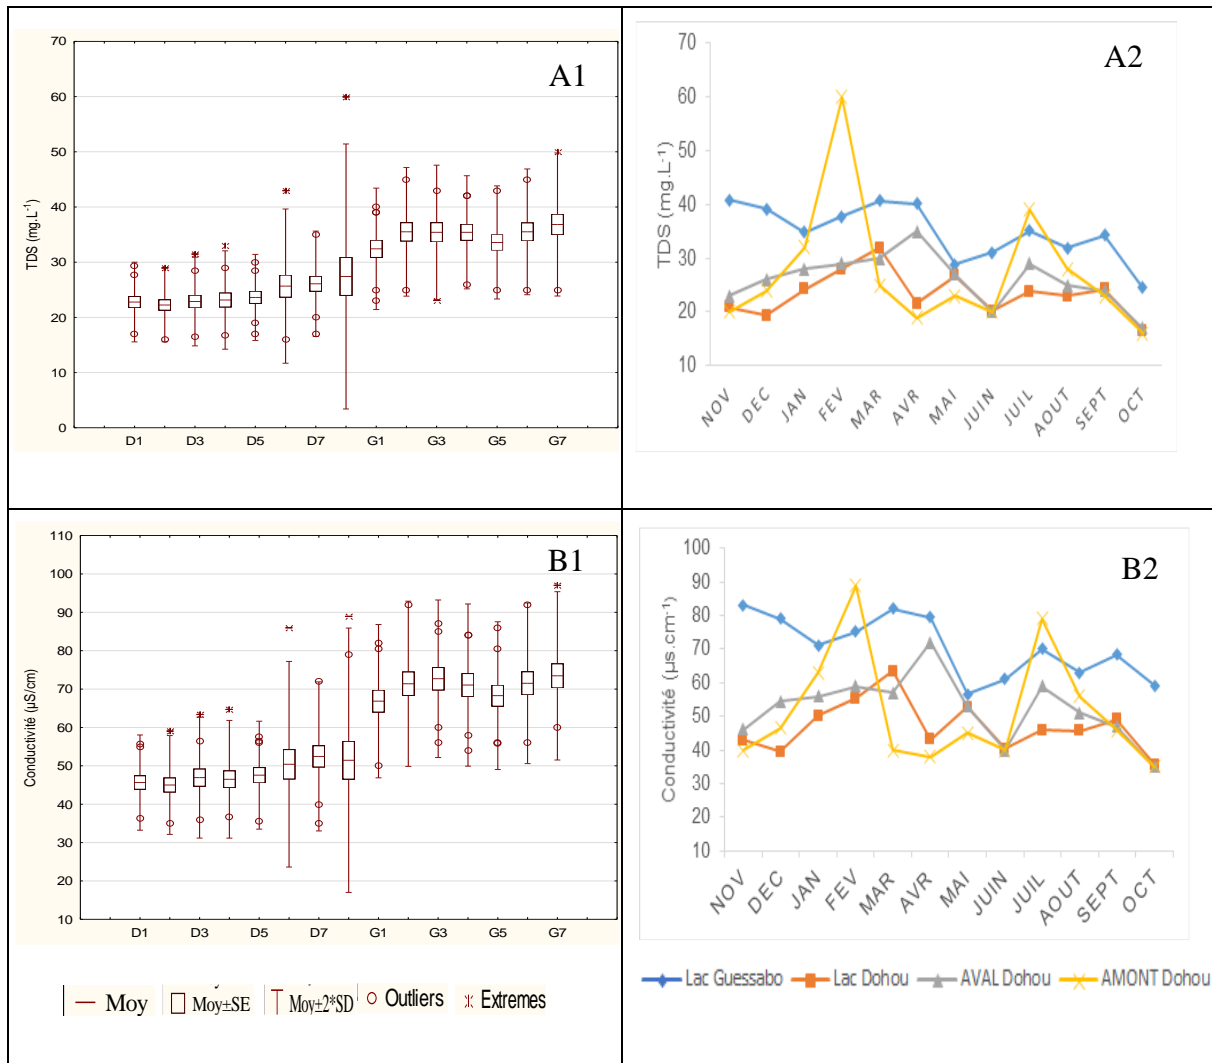 A1
TDS (mg.L⁻¹)
70
60
50
40
30
20
10
0
D1 D3 D5 D7 G1 G3 G5 G7
A2
TDS (mg.L⁻¹)
70
60
50
40
30
20
10
NOV DEC JAN FEV MAR AVR MAI JUIN JUIL AOUT SEPT OCT
B1
Conductivité (µS/cm)
110
100
90
80
70
60
50
40
30
20
10
D1 D3 D5 D7 G1 G3 G5 G7
Moy Moy±SE Moy±2*SD Outliers Extremes
B2
Conductivité (µs.cm⁻¹)
100
90
80
70
60
50
40
30
20
10
NOV DEC JAN FEV MAR AVR MAI JUIN JUIL AOUT SEPT OCT
Lac Guessabo Lac Dohou AVAL Dohou AMONT Dohou